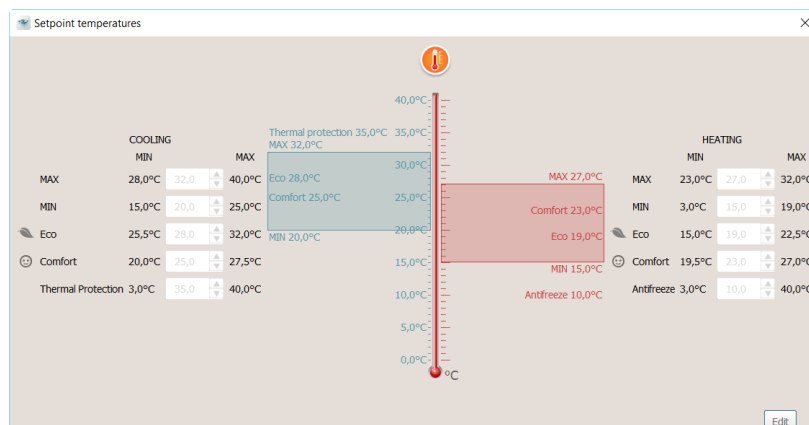 Setpoint temperatures
40,0°C
Thermal protection 35,0°C 35,0°C
MAX 32,0°C
30,0°C
Eco 28,0°C
Comfort 25,0°C 25,0°C
20,0°C
MIN 20,0°C
15,0°C
10,0°C
5,0°C
0,0°C
°C
COOLING
MIN MAX
MAX 28,0°C 32,0 40,0°C
MIN 15,0°C 20,0 25,0°C
Eco 25,5°C 28,0 32,0°C
Comfort 20,0°C 25,0 27,5°C
Thermal Protection 3,0°C 35,0 40,0°C
MAX 27,0°C
Comfort 23,0°C
Eco 19,0°C
MIN 15,0°C
Antifreeze 10,0°C
HEATING
MIN MAX
MAX 23,0°C 27,0 32,0°C
MIN 3,0°C 15,0 19,0°C
Eco 15,0°C 19,0 22,5°C
Comfort 19,5°C 23,0 27,0°C
Antifreeze 3,0°C 10,0 40,0°C
Edit